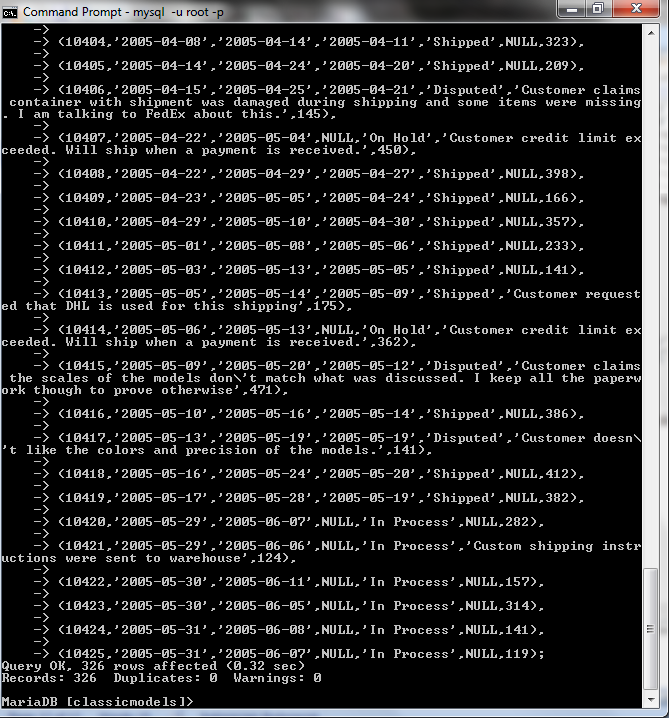 Command Prompt - mysql -u root -p
->
-> (10404,'2005-04-08','2005-04-14','2005-04-11','Shipped',NULL,323),
->
-> (10405,'2005-04-14','2005-04-24','2005-04-20','Shipped',NULL,209),
->
-> (10406,'2005-04-15','2005-04-25','2005-04-21','Disputed','Customer claims
container with shipment was damaged during shipping and some items were missing
. I am talking to FedEx about this.',145),
->
-> (10407,'2005-04-22','2005-05-04',NULL,'On Hold','Customer credit limit ex
ceeded. Will ship when a payment is received.',450),
->
-> (10408,'2005-04-22','2005-04-29','2005-04-27','Shipped',NULL,398),
->
-> (10409,'2005-04-23','2005-05-05','2005-04-24','Shipped',NULL,166),
->
-> (10410,'2005-04-29','2005-05-10','2005-04-30','Shipped',NULL,357),
->
-> (10411,'2005-05-01','2005-05-08','2005-05-06','Shipped',NULL,233),
->
-> (10412,'2005-05-03','2005-05-13','2005-05-05','Shipped',NULL,141),
->
-> (10413,'2005-05-05','2005-05-14','2005-05-09','Shipped','Customer request
ed that DHL is used for this shipping',175),
->
-> (10414,'2005-05-06','2005-05-13',NULL,'On Hold','Customer credit limit ex
ceeded. Will ship when a payment is received.',362),
->
-> (10415,'2005-05-09','2005-05-20','2005-05-12','Disputed','Customer claims
the scales of the models don\'t match what was discussed. I keep all the paperw
ork though to prove otherwise',471),
->
-> (10416,'2005-05-10','2005-05-16','2005-05-14','Shipped',NULL,386),
->
-> (10417,'2005-05-13','2005-05-19','2005-05-19','Disputed','Customer doesn\
't like the colors and precision of the models.',141),
->
-> (10418,'2005-05-16','2005-05-24','2005-05-20','Shipped',NULL,412),
->
-> (10419,'2005-05-17','2005-05-28','2005-05-19','Shipped',NULL,382),
->
-> (10420,'2005-05-29','2005-06-07',NULL,'In Process',NULL,282),
->
-> (10421,'2005-05-29','2005-06-06',NULL,'In Process','Custom shipping instr
uctions were sent to warehouse',124),
->
-> (10422,'2005-05-30','2005-06-11',NULL,'In Process',NULL,157),
->
-> (10423,'2005-05-30','2005-06-05',NULL,'In Process',NULL,314),
->
-> (10424,'2005-05-31','2005-06-08',NULL,'In Process',NULL,141),
->
-> (10425,'2005-05-31','2005-06-07',NULL,'In Process',NULL,119);
Query OK, 326 rows affected (0.32 sec)
Records: 326 Duplicates: 0 Warnings: 0
MariaDB [classicmodels]>